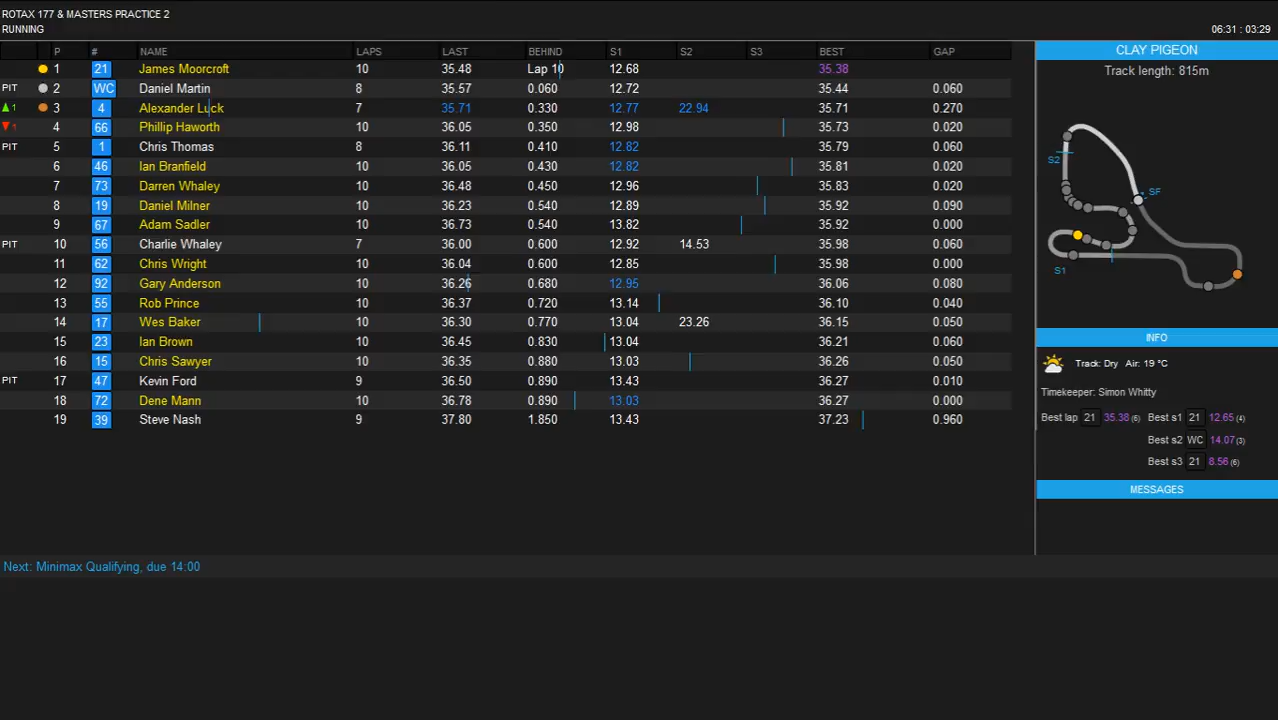 ROTAX 177 & MASTERS PRACTICE 2
RUNNING
06:31 : 03:29
P # NAME LAPS LAST BEHIND S1 S2 S3 BEST GAP
1 21 James Moorcroft 10 35.48 Lap 10 12.68 35.38
PIT 2 WC Daniel Martin 8 35.57 0.060 12.72 35.44 0.060
▲1 3 4 Alexander Luck 7 35.71 0.330 12.77 22.94 35.71 0.270
▼1 4 66 Phillip Haworth 10 36.05 0.350 12.98 35.73 0.020
PIT 5 1 Chris Thomas 8 36.11 0.410 12.82 35.79 0.060
6 46 Ian Branfield 10 36.05 0.430 12.82 35.81 0.020
7 73 Darren Whaley 10 36.48 0.450 12.96 35.83 0.020
8 19 Daniel Milner 10 36.23 0.540 12.89 35.92 0.090
9 67 Adam Sadler 10 36.73 0.540 13.82 35.92 0.000
PIT 10 56 Charlie Whaley 7 36.00 0.600 12.92 14.53 35.98 0.060
11 62 Chris Wright 10 36.04 0.600 12.85 35.98 0.000
12 92 Gary Anderson 10 36.26 0.680 12.95 36.06 0.080
13 55 Rob Prince 10 36.37 0.720 13.14 36.10 0.040
14 17 Wes Baker 10 36.30 0.770 13.04 23.26 36.15 0.050
15 23 Ian Brown 10 36.45 0.830 13.04 36.21 0.060
16 15 Chris Sawyer 10 36.35 0.880 13.03 36.26 0.050
PIT 17 47 Kevin Ford 9 36.50 0.890 13.43 36.27 0.010
18 72 Dene Mann 10 36.78 0.890 13.03 36.27 0.000
19 39 Steve Nash 9 37.80 1.850 13.43 37.23 0.960
Next: Minimax Qualifying, due 14:00
CLAY PIGEON
Track length: 815m
S2
SF
S1
INFO
Track: Dry Air: 19 °C
Timekeeper: Simon Whitty
Best lap 21 35.38 (6) Best s1 21 12.65 (4)
Best s2 WC 14.07 (3)
Best s3 21 8.56 (6)
MESSAGES